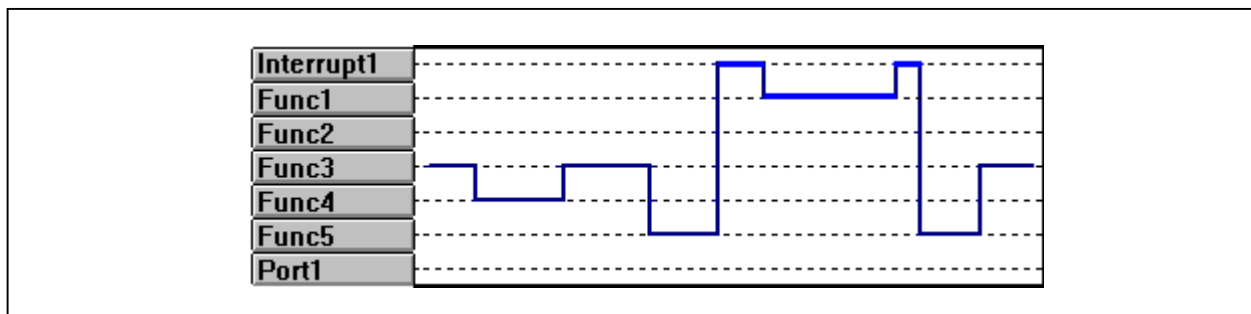 Interrupt1
Func1
Func2
Func3
Func4
Func5
Port1